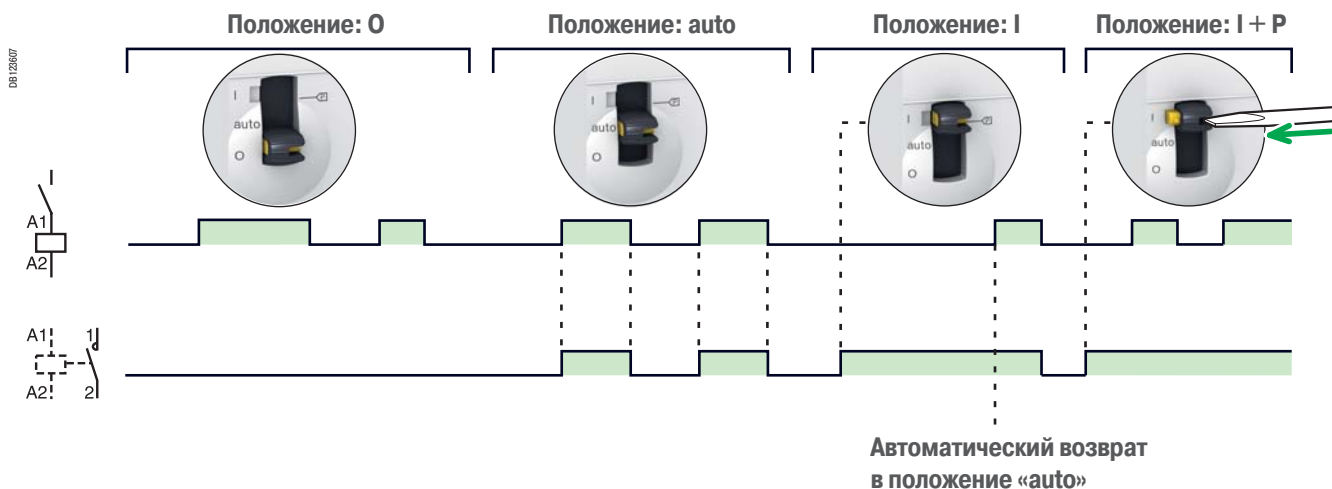 Положение: O
Положение: auto
Положение: I
Положение: I + P
DB123607
I
P
auto
O
I
P
auto
O
I
P
auto
O
I
auto
O
A1
A2
A1
1
A2
2
Автоматический возврат
в положение «auto»